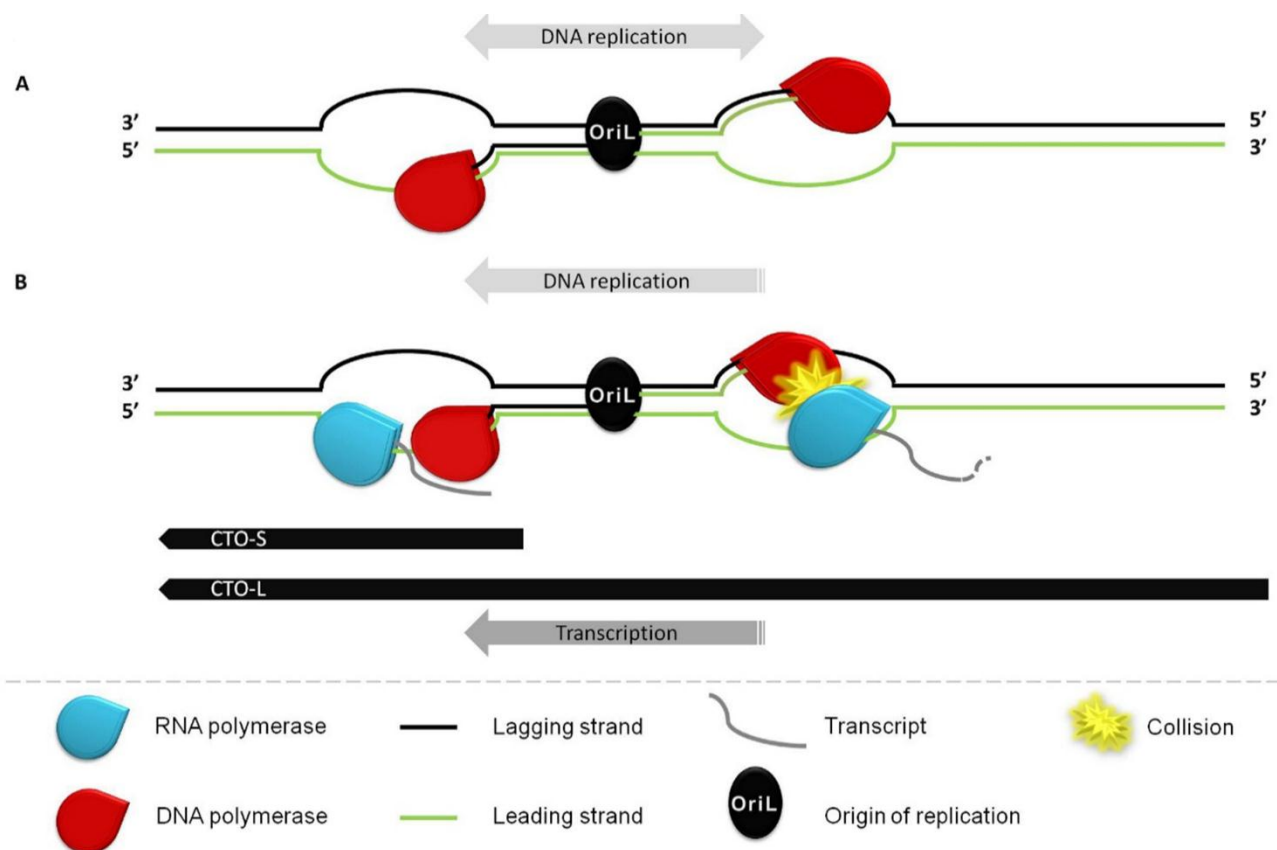 DNA replication
A
3’
5’
OriL
5’
3’
B
DNA replication
3’
5’
OriL
5’
3’
CTO-S
CTO-L
Transcription
RNA polymerase
Lagging strand
Transcript
Collision
DNA polymerase
Leading strand
OriL
Origin of replication